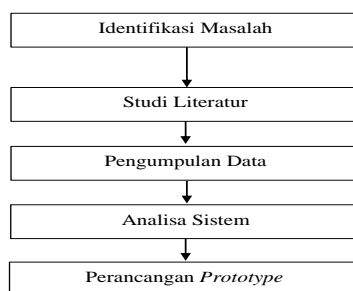 Identifikasi Masalah
Studi Literatur
Pengumpulan Data
Analisa Sistem
Perancangan Prototype